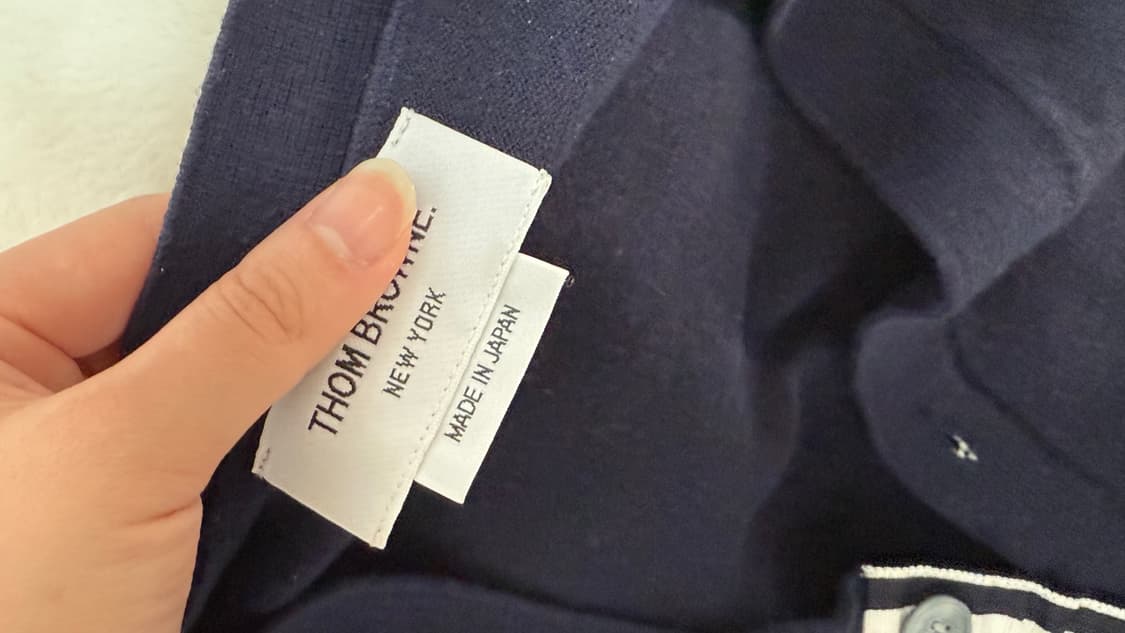 THOM BROWNE.
NEW YORK
MADE IN JAPAN